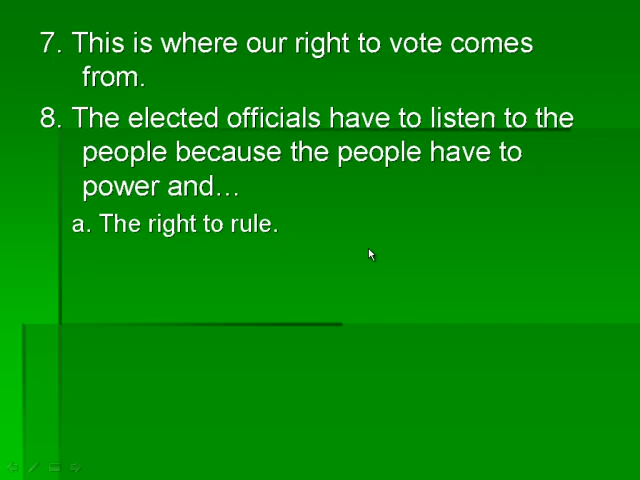 7. This is where our right to vote comes
from.
8. The elected officials have to listen to the
people because the people have to
power and...
a. The right to rule.